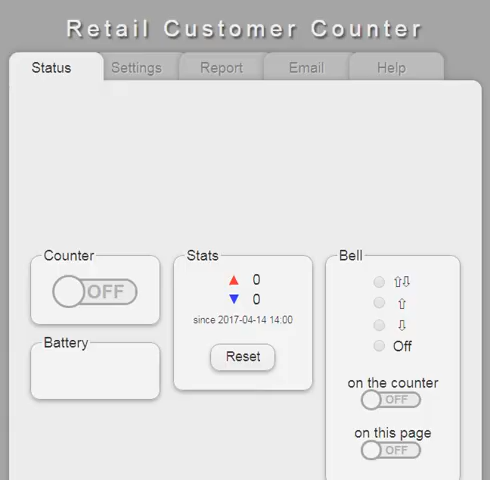 Retail Customer Counter
Status Settings Report Email Help
Counter
OFF
Battery
Stats
▲ 0
▼ 0
since 2017-04-14 14:00
Reset
Bell
⇧⇩
⇧
⇩
Off
on the counter
OFF
on this page
OFF